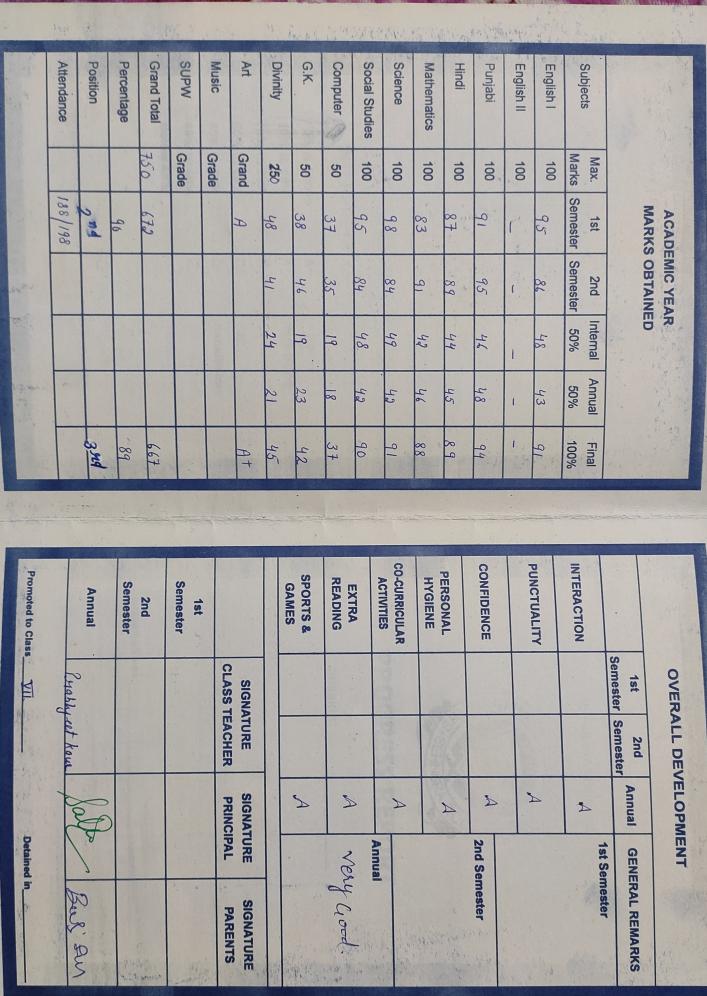 ACADEMIC YEAR
MARKS OBTAINED
Subjects Max. Marks 1st Semester 2nd Semester Internal 50% Annual 50% Final 100%
English I 100 95 86 48 43 91
English II 100 - - - - -
Punjabi 100 91 95 46 48 94
Hindi 100 87 89 44 45 89
Mathematics 100 83 91 42 46 88
Science 100 98 84 49 42 91
Social Studies 100 95 84 48 42 90
Computer 50 37 35 19 18 37
G.K. 50 38 46 19 23 42
Divinity 250 48 41 24 21 45
Art Grand A A+
Music Grade
SUPW Grade
Grand Total 750 672 667
Percentage 96 89
Position 2nd 3rd
Attendance 188/198
OVERALL DEVELOPMENT
1st Semester 2nd Semester Annual GENERAL REMARKS
INTERACTION A 1st Semester
PUNCTUALITY A
CONFIDENCE A 2nd Semester
PERSONAL HYGIENE A
CO-CURRICULAR ACTIVITIES A Annual
EXTRA READING A Very Good.
SPORTS & GAMES A
SIGNATURE CLASS TEACHER SIGNATURE PRINCIPAL SIGNATURE PARENTS
1st Semester
2nd Semester
Annual
Promoted to Class VII Detained in